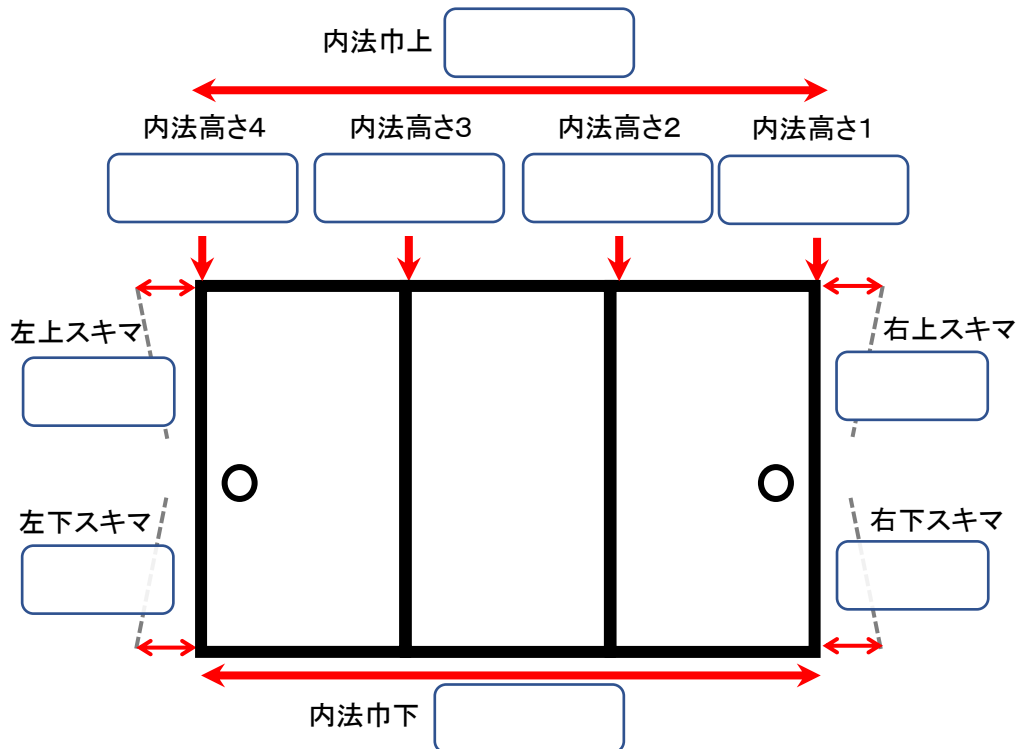 内法巾上
内法高さ4
内法高さ3
内法高さ2
内法高さ1
左上スキマ
右上スキマ
左下スキマ
右下スキマ
内法巾下